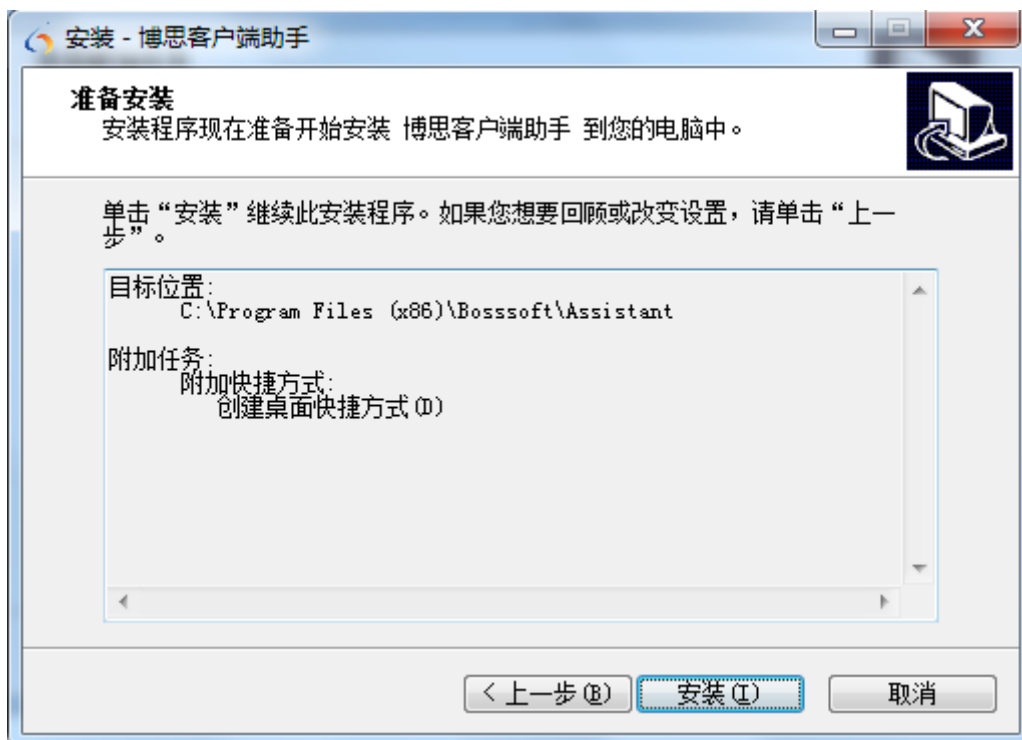 安装 - 博思客户端助手
准备安装
安装程序现在准备开始安装 博思客户端助手 到您的电脑中。
单击“安装”继续此安装程序。如果您想要回顾或改变设置，请单击“上一
步”。
目标位置:
C:\Program Files (x86)\Bosssoft\Assistant
附加任务:
附加快捷方式:
创建桌面快捷方式(D)
< 上一步(B) 安装(I) 取消